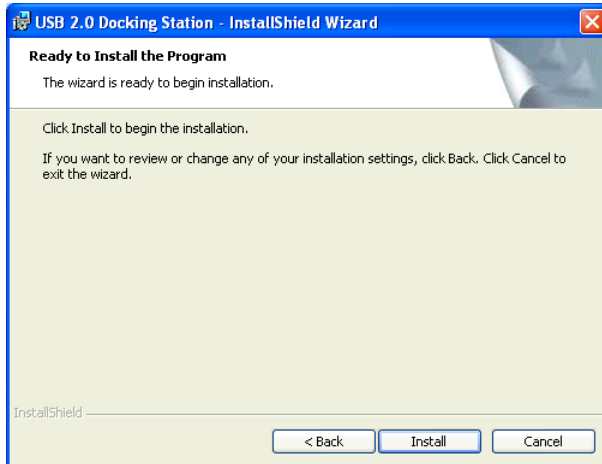 USB 2.0 Docking Station - InstallShield Wizard
Ready to Install the Program
The wizard is ready to begin installation.
Click Install to begin the installation.
If you want to review or change any of your installation settings, click Back. Click Cancel to
exit the wizard.
InstallShield
< Back Install Cancel